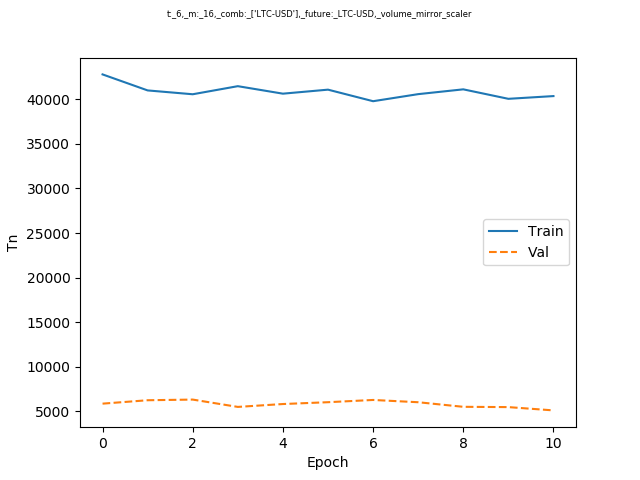 t:_6,_m:_16,_comb:_['LTC-USD'],_future:_LTC-USD,_volume_mirror_scaler
40000
35000
30000
25000
20000
15000
10000
5000
Tn
Train
Val
0 2 4 6 8 10
Epoch